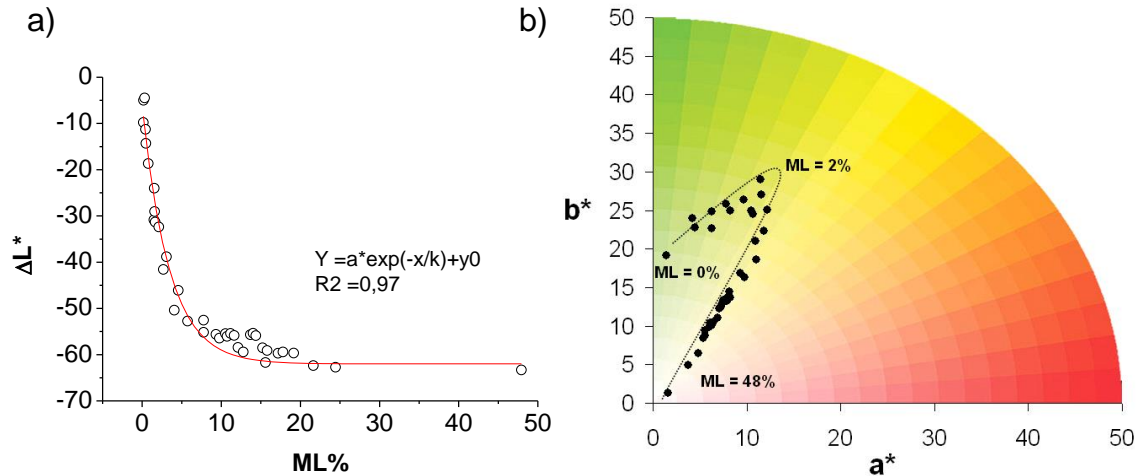 a)
0
-10
-20
-30
-40
-50
-60
-70
ΔL*
Y =a*exp(-x/k)+y0
R2 =0,97
0 10 20 30 40 50
ML%
b)
50
45
40
35
30
25
20
15
10
5
0
b*
ML = 2%
ML = 0%
ML = 48%
0 10 20 30 40 50
a*